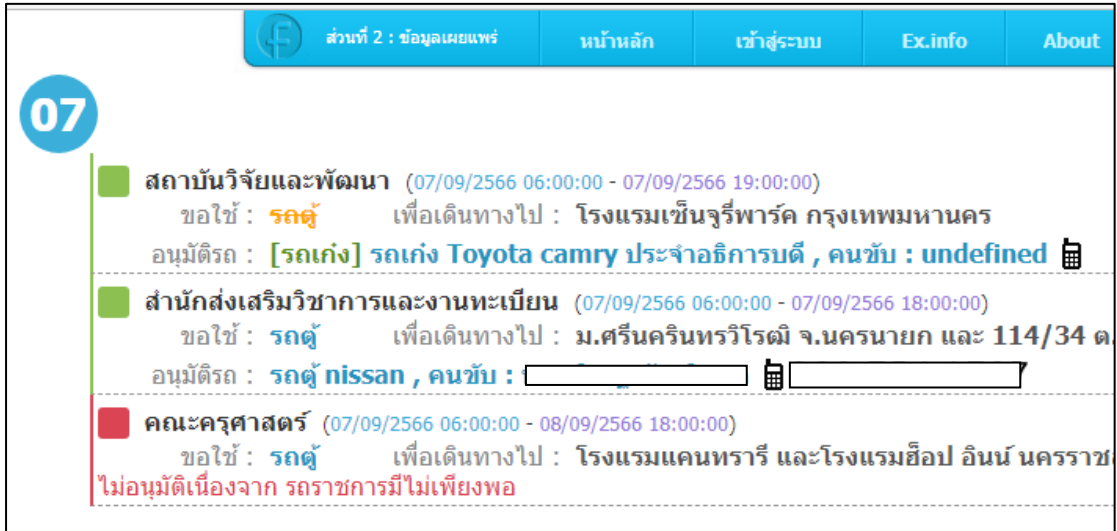 ส่วนที่ 2 : ข้อมูลเผยแพร่ หน้าหลัก เข้าสู่ระบบ Ex.info About
07
สถาบันวิจัยและพัฒนา (07/09/2566 06:00:00 - 07/09/2566 19:00:00)
ขอใช้ : รถตู้ เพื่อเดินทางไป : โรงแรมเซ็นจูรี่พาร์ค กรุงเทพมหานคร
อนุมัติรถ : [รถเก๋ง] รถเก๋ง Toyota camry ประจำอธิการบดี , คนขับ : undefined
สำนักส่งเสริมวิชาการและงานทะเบียน (07/09/2566 06:00:00 - 07/09/2566 18:00:00)
ขอใช้ : รถตู้ เพื่อเดินทางไป : ม.ศรีนครินทรวิโรฒิ จ.นครนายก และ 114/34 ต.
อนุมัติรถ : รถตู้ nissan , คนขับ :
คณะครุศาสตร์ (07/09/2566 06:00:00 - 08/09/2566 18:00:00)
ขอใช้ : รถตู้ เพื่อเดินทางไป : โรงแรมแคนทรารี และโรงแรมฮ็อป อินน์
ไม่อนุมัติเนื่องจาก รถราชการมีไม่เพียงพอ